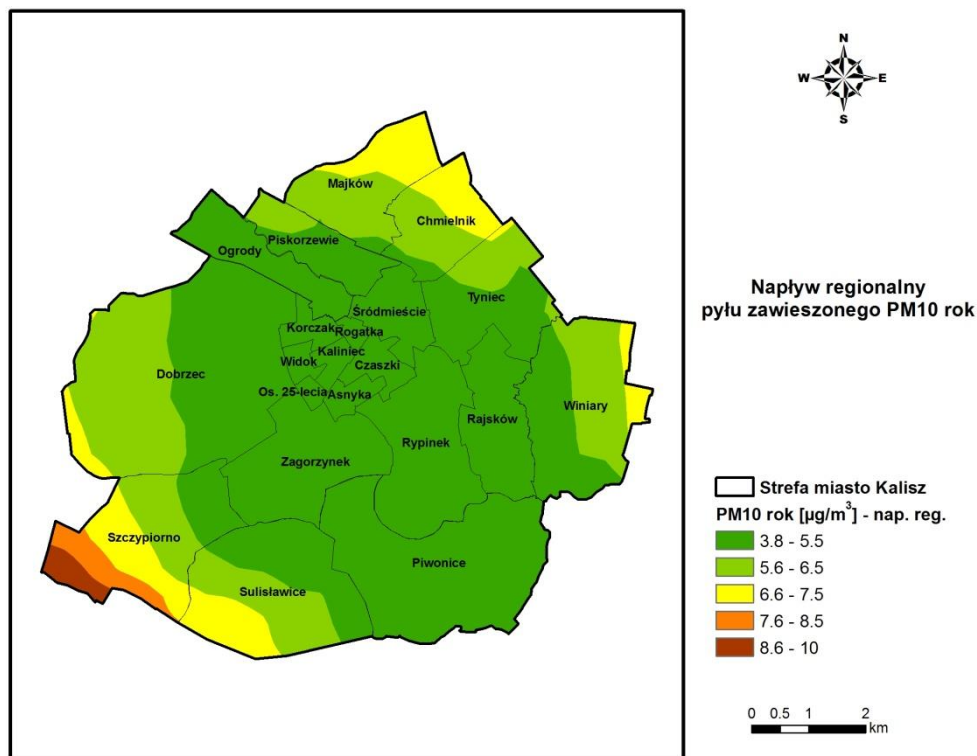 N
W E
S
Majków
Chmielnik
Piskorzewie
Ogrody
Tyniec
Śródmieście
Korczak
Rogatka
Kaliniec
Widok
Czaszki
Dobrzec
Os. 25-lecia
Asnyka
Winiary
Rajsków
Rypinek
Zagorzynek
Szczypiorno
Piwonice
Sulisławice
Napływ regionalny
pyłu zawieszonego PM10 rok
Strefa miasto Kalisz
PM10 rok [µg/m³] - nap. reg.
3.8 - 5.5
5.6 - 6.5
6.6 - 7.5
7.6 - 8.5
8.6 - 10
0 0.5 1 2
km